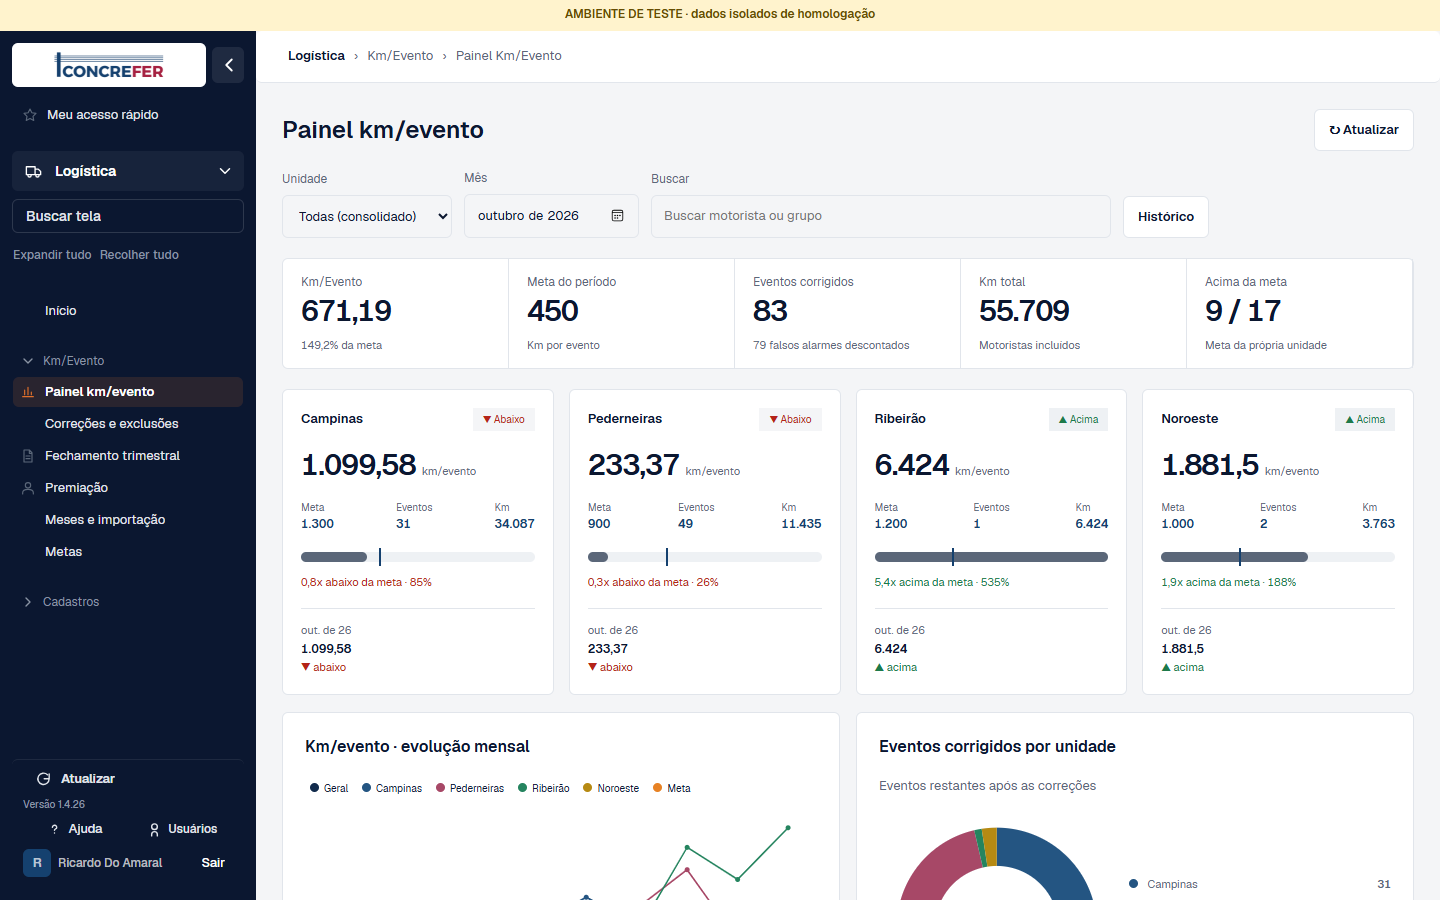 AMBIENTE DE TESTE · dados isolados de homologação
CONCREFER
Meu acesso rápido
Logística
Buscar tela
Expandir tudo Recolher tudo
Início
Km/Evento
Painel km/evento
Correções e exclusões
Fechamento trimestral
Premiação
Meses e importação
Metas
Cadastros
Atualizar
Versão 1.4.26
? Ajuda Usuários
R Ricardo Do Amaral Sair
Logística › Km/Evento › Painel Km/Evento
Painel km/evento
↻ Atualizar
Unidade Mês Buscar
Todas (consolidado) outubro de 2026 Buscar motorista ou grupo Histórico
Km/Evento
671,19
149,2% da meta
Meta do período
450
Km por evento
Eventos corrigidos
83
79 falsos alarmes descontados
Km total
55.709
Motoristas incluídos
Acima da meta
9 / 17
Meta da própria unidade
Campinas ▼ Abaixo
1.099,58 km/evento
Meta Eventos Km
1.300 31 34.087
0,8x abaixo da meta · 85%
out. de 26
1.099,58
▼ abaixo
Pederneiras ▼ Abaixo
233,37 km/evento
Meta Eventos Km
900 49 11.435
0,3x abaixo da meta · 26%
out. de 26
233,37
▼ abaixo
Ribeirão ▲ Acima
6.424 km/evento
Meta Eventos Km
1.200 1 6.424
5,4x acima da meta · 535%
out. de 26
6.424
▲ acima
Noroeste ▲ Acima
1.881,5 km/evento
Meta Eventos Km
1.000 2 3.763
1,9x acima da meta · 188%
out. de 26
1.881,5
▲ acima
Km/evento · evolução mensal
Geral Campinas Pederneiras Ribeirão Noroeste Meta
Eventos corrigidos por unidade
Eventos restantes após as correções
Campinas 31